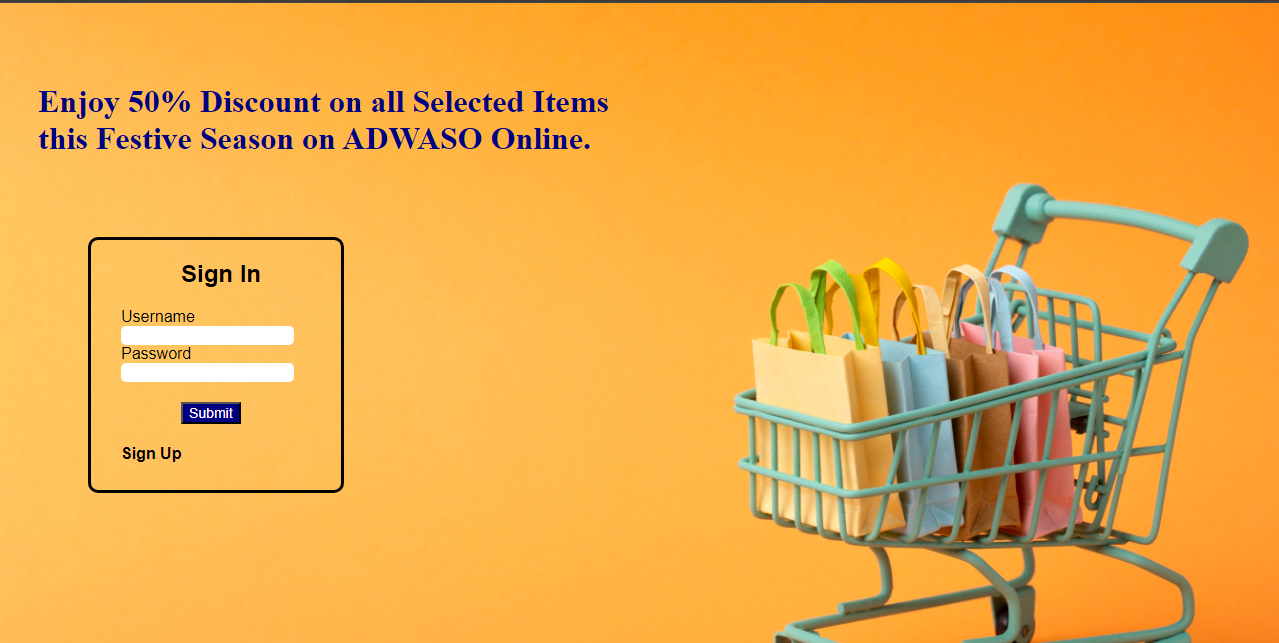 Enjoy 50% Discount on all Selected Items
this Festive Season on ADWASO Online.
Sign In
Username
Password
Submit
Sign Up